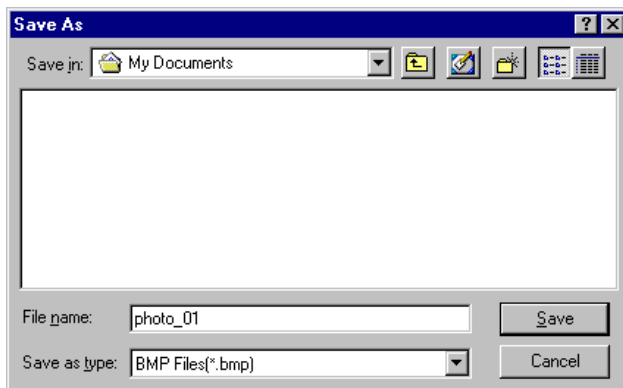 Save As
Save in: My Documents
File name: photo_01
Save
Save as type: BMP Files(*.bmp)
Cancel